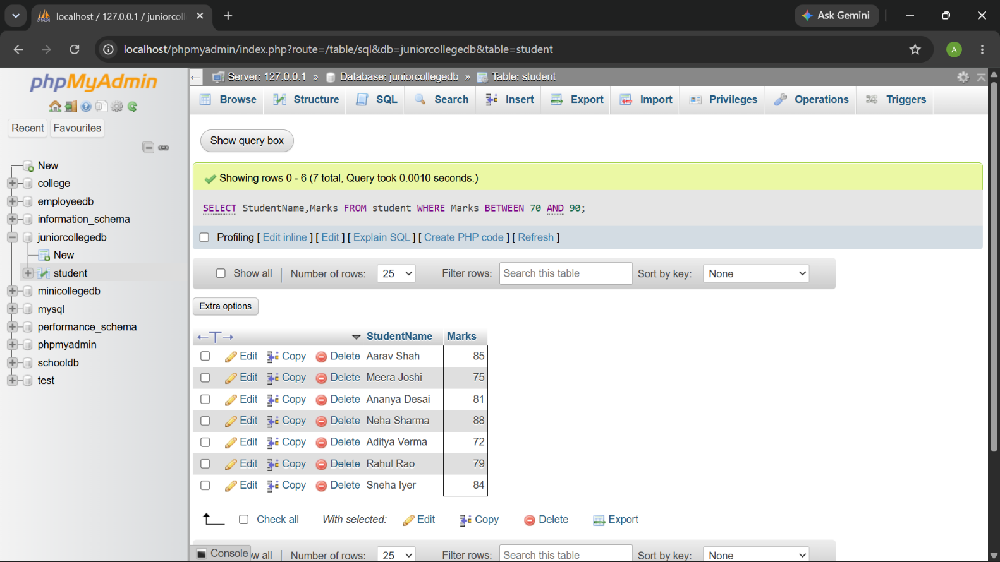 localhost / 127.0.0.1 / juniorcoll
Ask Gemini
localhost/phpmyadmin/index.php?route=/table/sql&db=juniorcollegedb&table=student
A
phpMyAdmin
Recent Favourites
New
college
employeedb
information_schema
juniorcollegedb
New
student
minicollegedb
mysql
performance_schema
phpmyadmin
schooldb
test
Server: 127.0.0.1 » Database: juniorcollegedb » Table: student
Browse Structure SQL Search Insert Export Import Privileges Operations Triggers
Show query box
Showing rows 0 - 6 (7 total, Query took 0.0010 seconds.)
SELECT StudentName,Marks FROM student WHERE Marks BETWEEN 70 AND 90;
Profiling [ Edit inline ] [ Edit ] [ Explain SQL ] [ Create PHP code ] [ Refresh ]
Show all Number of rows: 25 Filter rows: Search this table Sort by key: None
Extra options
StudentName Marks
Edit Copy Delete Aarav Shah 85
Edit Copy Delete Meera Joshi 75
Edit Copy Delete Ananya Desai 81
Edit Copy Delete Neha Sharma 88
Edit Copy Delete Aditya Verma 72
Edit Copy Delete Rahul Rao 79
Edit Copy Delete Sneha Iyer 84
Check all With selected: Edit Copy Delete Export
Console w all Number of rows: 25 Filter rows: Search this table Sort by key: None